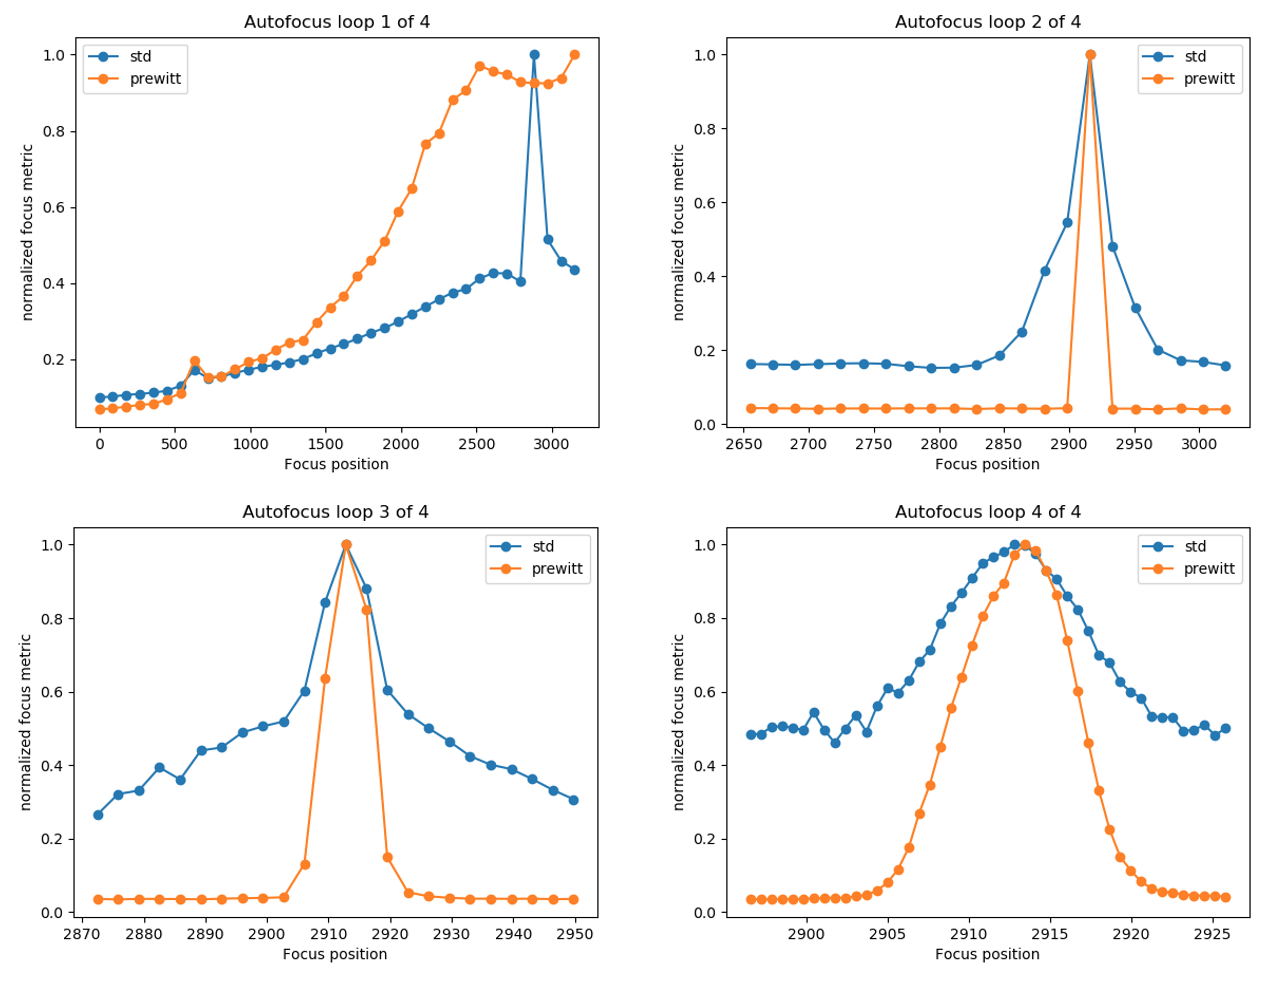 Autofocus loop 1 of 4
std
prewitt
1.0
0.8
0.6
0.4
0.2
normalized focus metric
0 500 1000 1500 2000 2500 3000
Focus position
Autofocus loop 2 of 4
std
prewitt
1.0
0.8
0.6
0.4
0.2
0.0
normalized focus metric
2650 2700 2750 2800 2850 2900 2950 3000
Focus position
Autofocus loop 3 of 4
std
prewitt
1.0
0.8
0.6
0.4
0.2
0.0
normalized focus metric
2870 2880 2890 2900 2910 2920 2930 2940 2950
Focus position
Autofocus loop 4 of 4
std
prewitt
1.0
0.8
0.6
0.4
0.2
0.0
normalized focus metric
2900 2905 2910 2915 2920 2925
Focus position